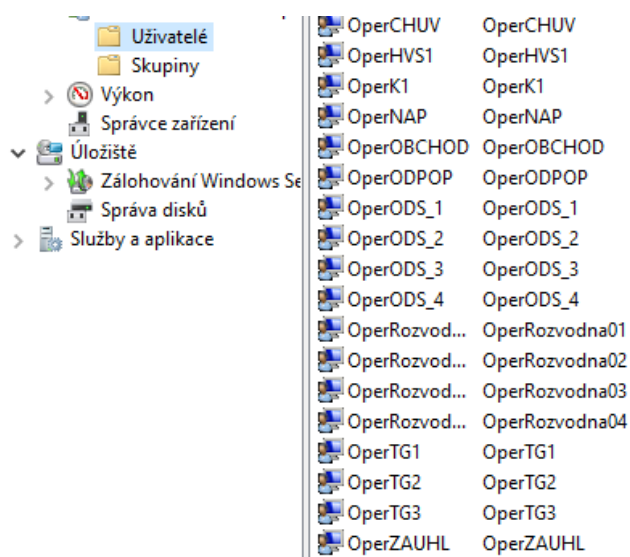 Uživatelé
Skupiny
Výkon
Správce zařízení
Úložiště
Zálohování Windows Se
Správa disků
Služby a aplikace
OperCHUV OperCHUV
OperHVS1 OperHVS1
OperK1 OperK1
OperNAP OperNAP
OperOBCHOD OperOBCHOD
OperODPOP OperODPOP
OperODS_1 OperODS_1
OperODS_2 OperODS_2
OperODS_3 OperODS_3
OperODS_4 OperODS_4
OperRozvod... OperRozvodna01
OperRozvod... OperRozvodna02
OperRozvod... OperRozvodna03
OperRozvod... OperRozvodna04
OperTG1 OperTG1
OperTG2 OperTG2
OperTG3 OperTG3
OperZAUHL OperZAUHL